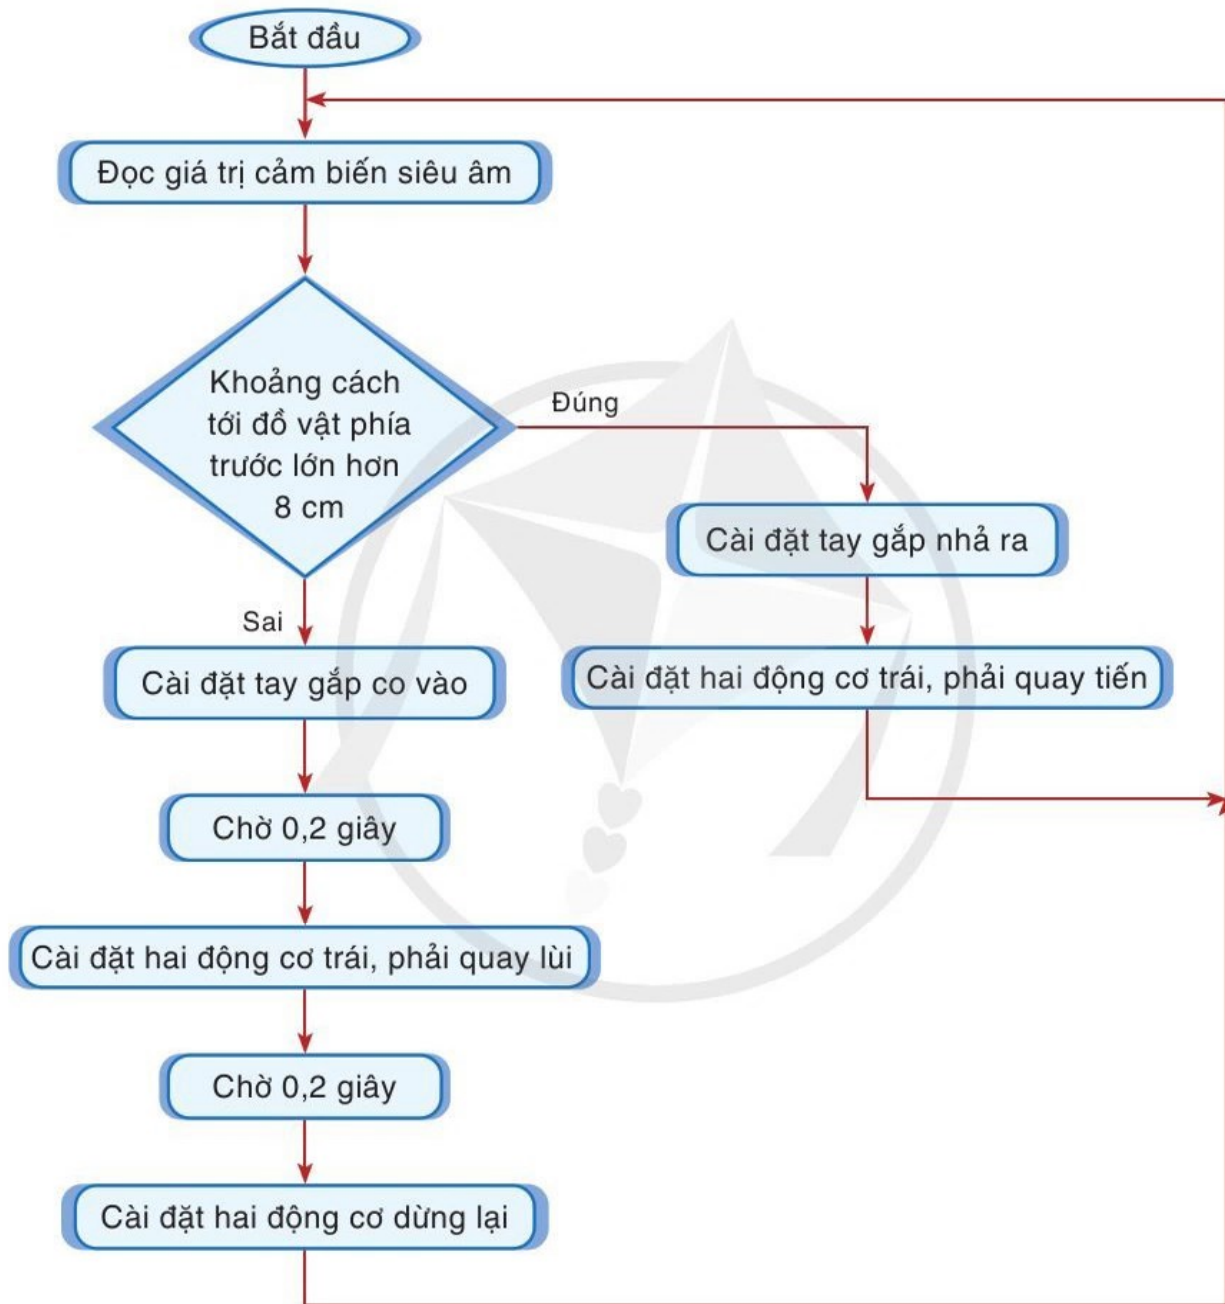 Bắt đầu
Đọc giá trị cảm biến siêu âm
Khoảng cách
tới đồ vật phía
trước lớn hơn
8 cm
Đúng
Cài đặt tay gắp nhả ra
Cài đặt hai động cơ trái, phải quay tiến
Sai
Cài đặt tay gắp co vào
Chờ 0,2 giây
Cài đặt hai động cơ trái, phải quay lùi
Chờ 0,2 giây
Cài đặt hai động cơ dừng lại